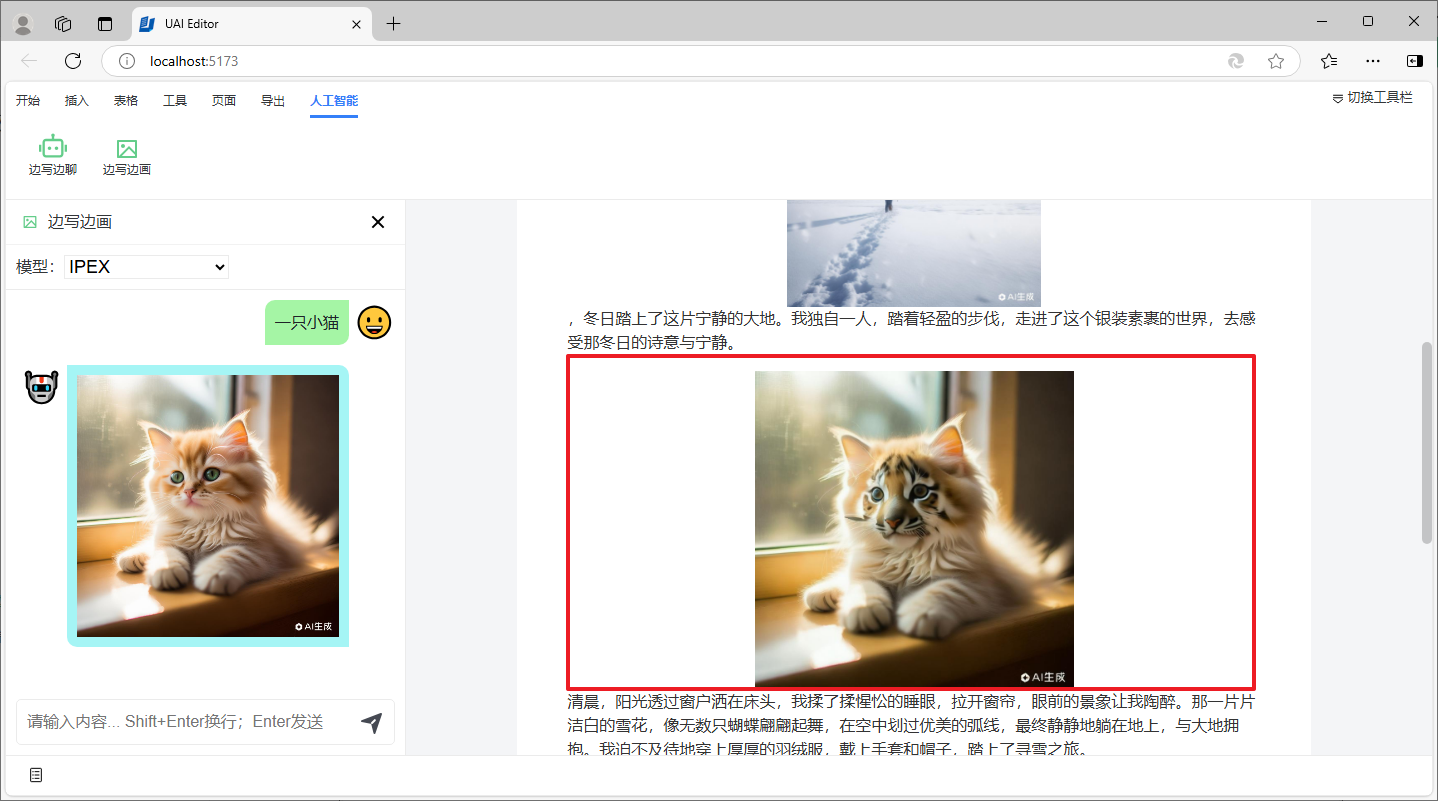 UAI Editor
localhost:5173
开始 插入 表格 工具 页面 导出 人工智能 切换工具栏
边写边聊 边写边画
边写边画
模型： IPEX
一只小猫
AI生成
请输入内容... Shift+Enter换行；Enter发送
AI生成
，冬日踏上了这片宁静的大地。我独自一人，踏着轻盈的步伐，走进了这个银装素裹的世界，去感
受那冬日的诗意与宁静。
AI生成
清晨，阳光透过窗户洒在床头，我揉了揉惺忪的睡眼，拉开窗帘，眼前的景象让我陶醉。那一片片
洁白的雪花，像无数只蝴蝶翩翩起舞，在空中划过优美的弧线，最终静静地躺在地上，与大地拥
抱。我迫不及待地穿上厚厚的羽绒服，戴上手套和帽子，踏上了寻雪之旅。